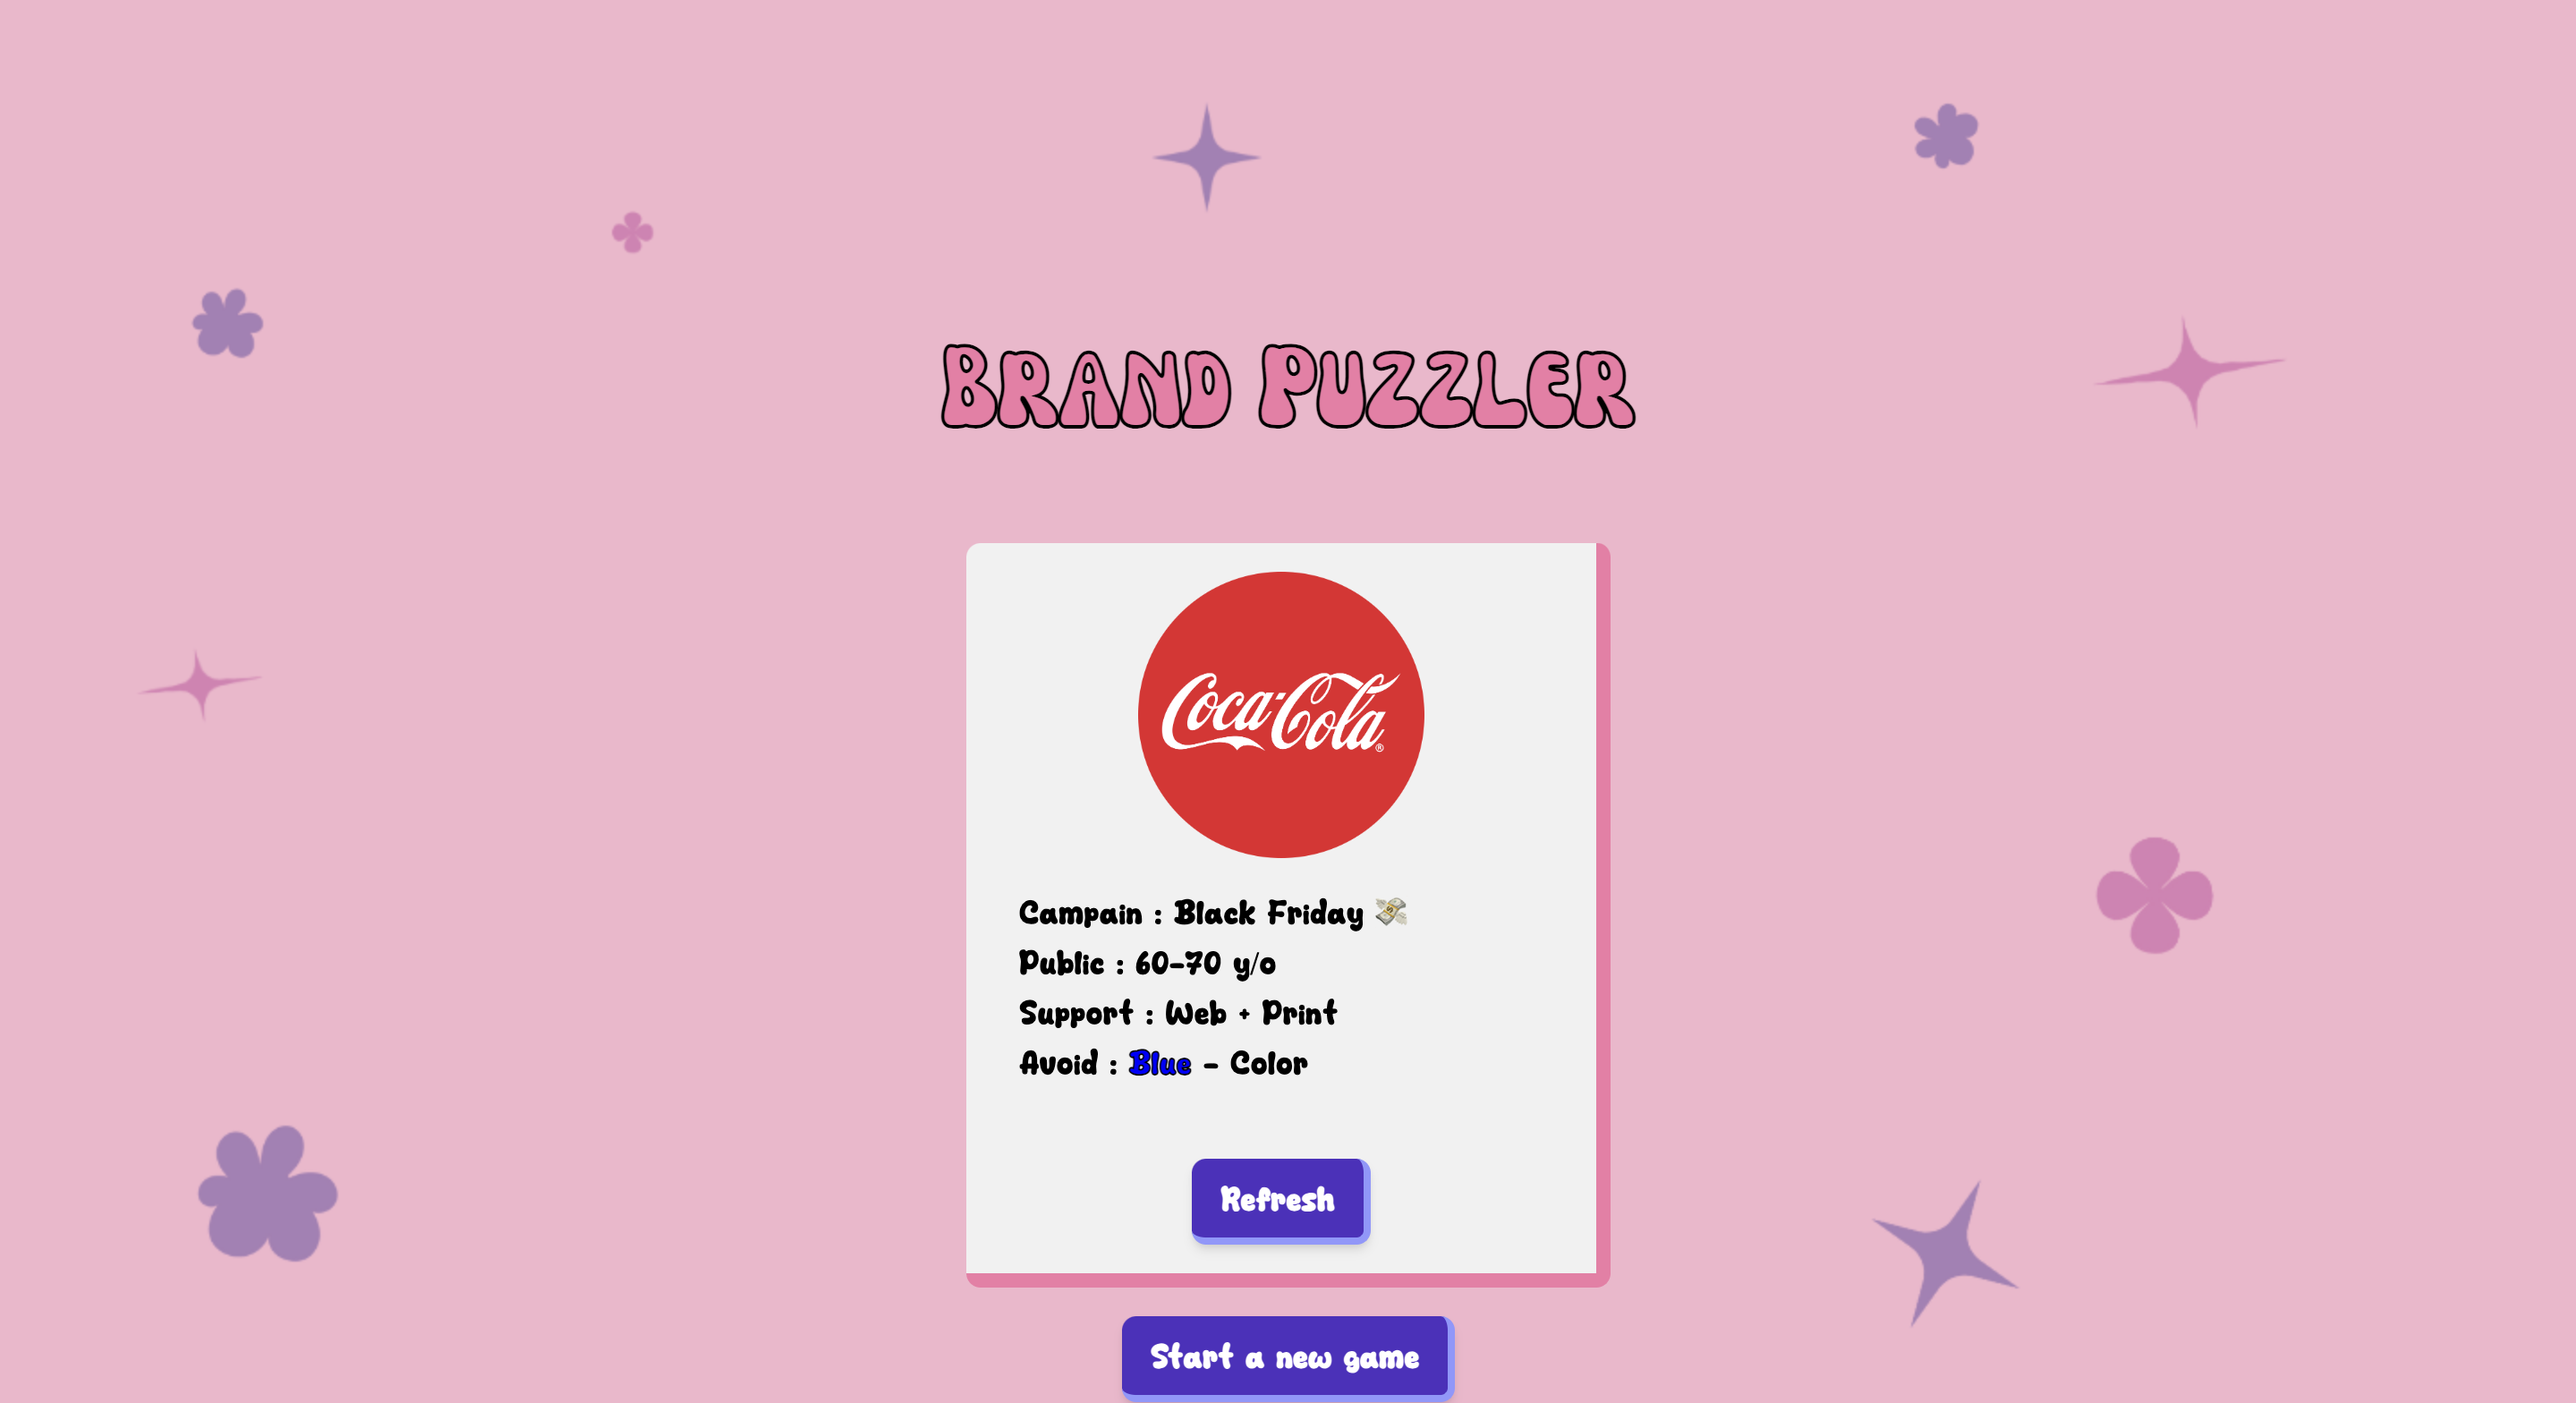 BRAND PUZZLER
Coca-Cola®
Campain : Black Friday 💸
Public : 60-70 y/o
Support : Web + Print
Avoid : Blue - Color
Refresh
Start a new game